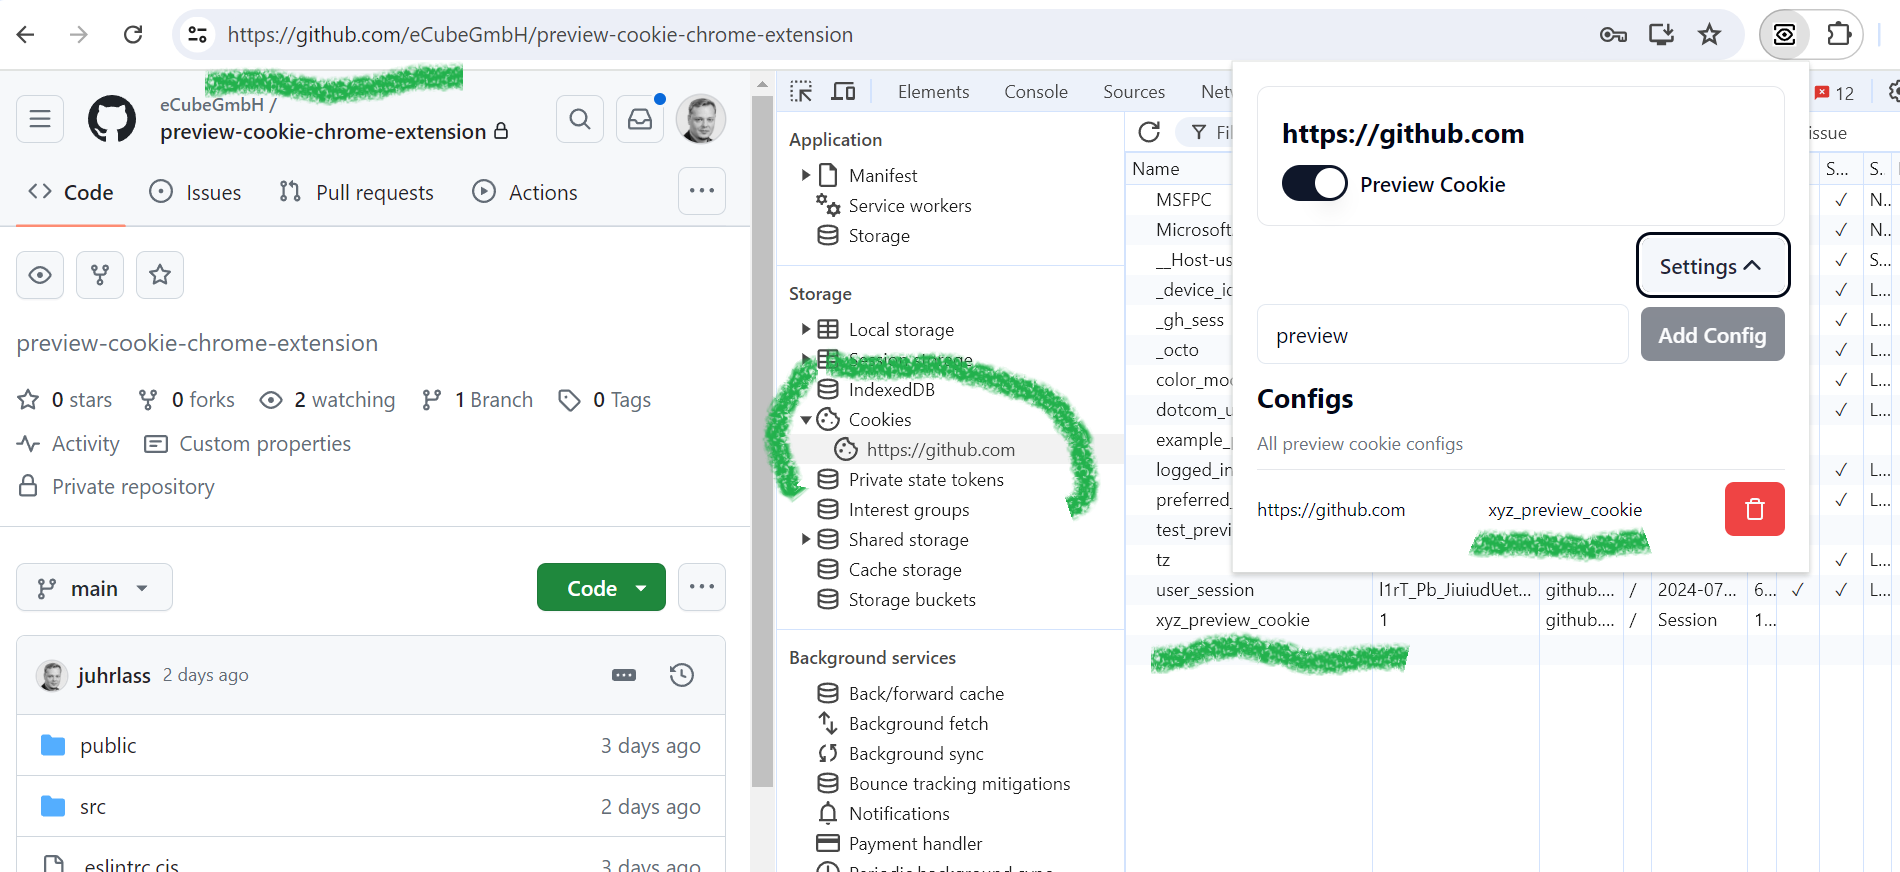 https://github.com/eCubeGmbH/preview-cookie-chrome-extension
eCubeGmbH /
preview-cookie-chrome-extension
Code
Issues
Pull requests
Actions
preview-cookie-chrome-extension
0 stars
0 forks
2 watching
1 Branch
0 Tags
Activity
Custom properties
Private repository
main
Code
juhrlass 2 days ago
public 3 days ago
src 2 days ago
.eslintrc.cjs 3 days ago
Elements Console Sources
12
issue
Application
Manifest
Service workers
Storage
Storage
Local storage
Session storage
IndexedDB
Cookies
https://github.com
Private state tokens
Interest groups
Shared storage
Cache storage
Storage buckets
Background services
Back/forward cache
Background fetch
Background sync
Bounce tracking mitigations
Notifications
Payment handler
Periodic background sync
Name S... S.
MSFPC ✓ N..
Microsoft. ✓ N..
__Host-us ✓ S...
_device_id ✓ L...
_gh_sess ✓ L...
_octo ✓ L...
color_mo ✓ L...
dotcom_u ✓ L...
example_
logged_in ✓ L...
preferred_ ✓ L...
test_previ
tz ✓ L...
user_session l1rT_Pb_JiuiudUet... github.... / 2024-07... 6... ✓ ✓ L...
xyz_preview_cookie 1 github.... / Session 1...
https://github.com
Preview Cookie
Settings
preview
Add Config
Configs
All preview cookie configs
https://github.com xyz_preview_cookie